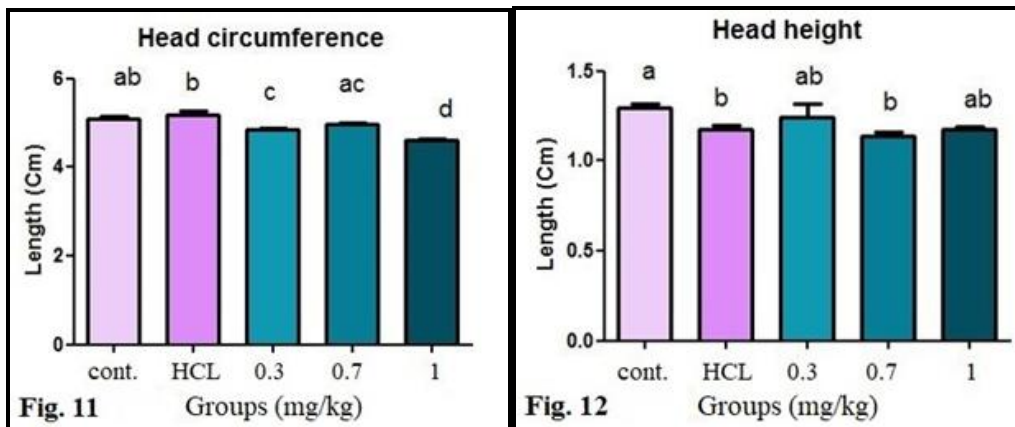 Head circumference
ab b c ac d
6
4
2
0
Length (Cm)
cont. HCL 0.3 0.7 1
Fig. 11 Groups (mg/kg)
Head height
a b ab b ab
1.5
1.0
0.5
0.0
Length (Cm)
cont. HCL 0.3 0.7 1
Fig. 12 Groups (mg/kg)